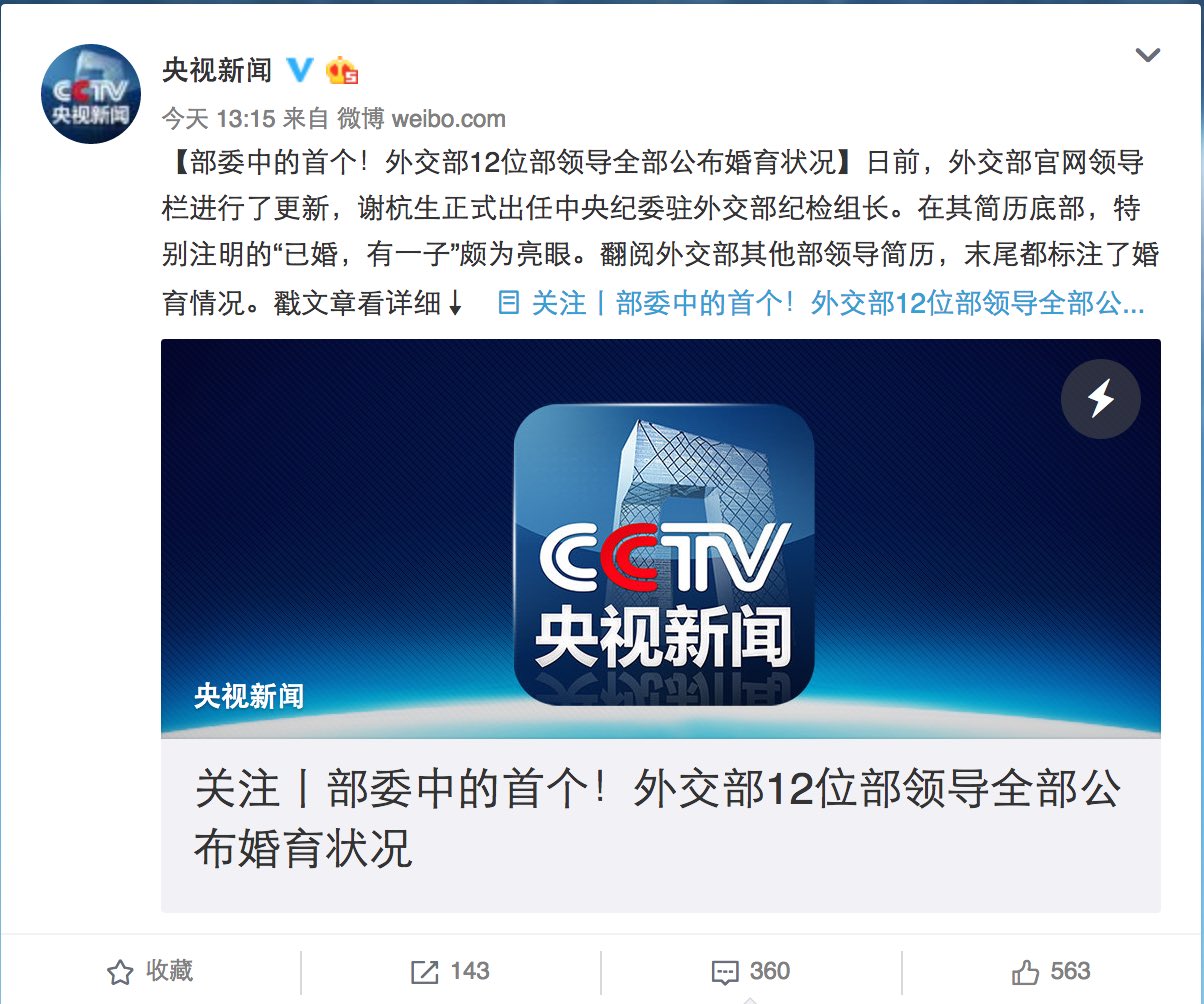 CCTV
央视新闻
央视新闻
今天 13:15 来自 微博 weibo.com
【部委中的首个！外交部12位部领导全部公布婚育状况】日前，外交部官网领导
栏进行了更新，谢杭生正式出任中央纪委驻外交部纪检组长。在其简历底部，特
别注明的“已婚，有一子”颇为亮眼。翻阅外交部其他部领导简历，末尾都标注了婚
育情况。戳文章看详细↓ 关注丨部委中的首个！外交部12位部领导全部公...
CCTV
央视新闻
央视新闻
关注丨部委中的首个！外交部12位部领导全部公
布婚育状况
收藏 143 360 563